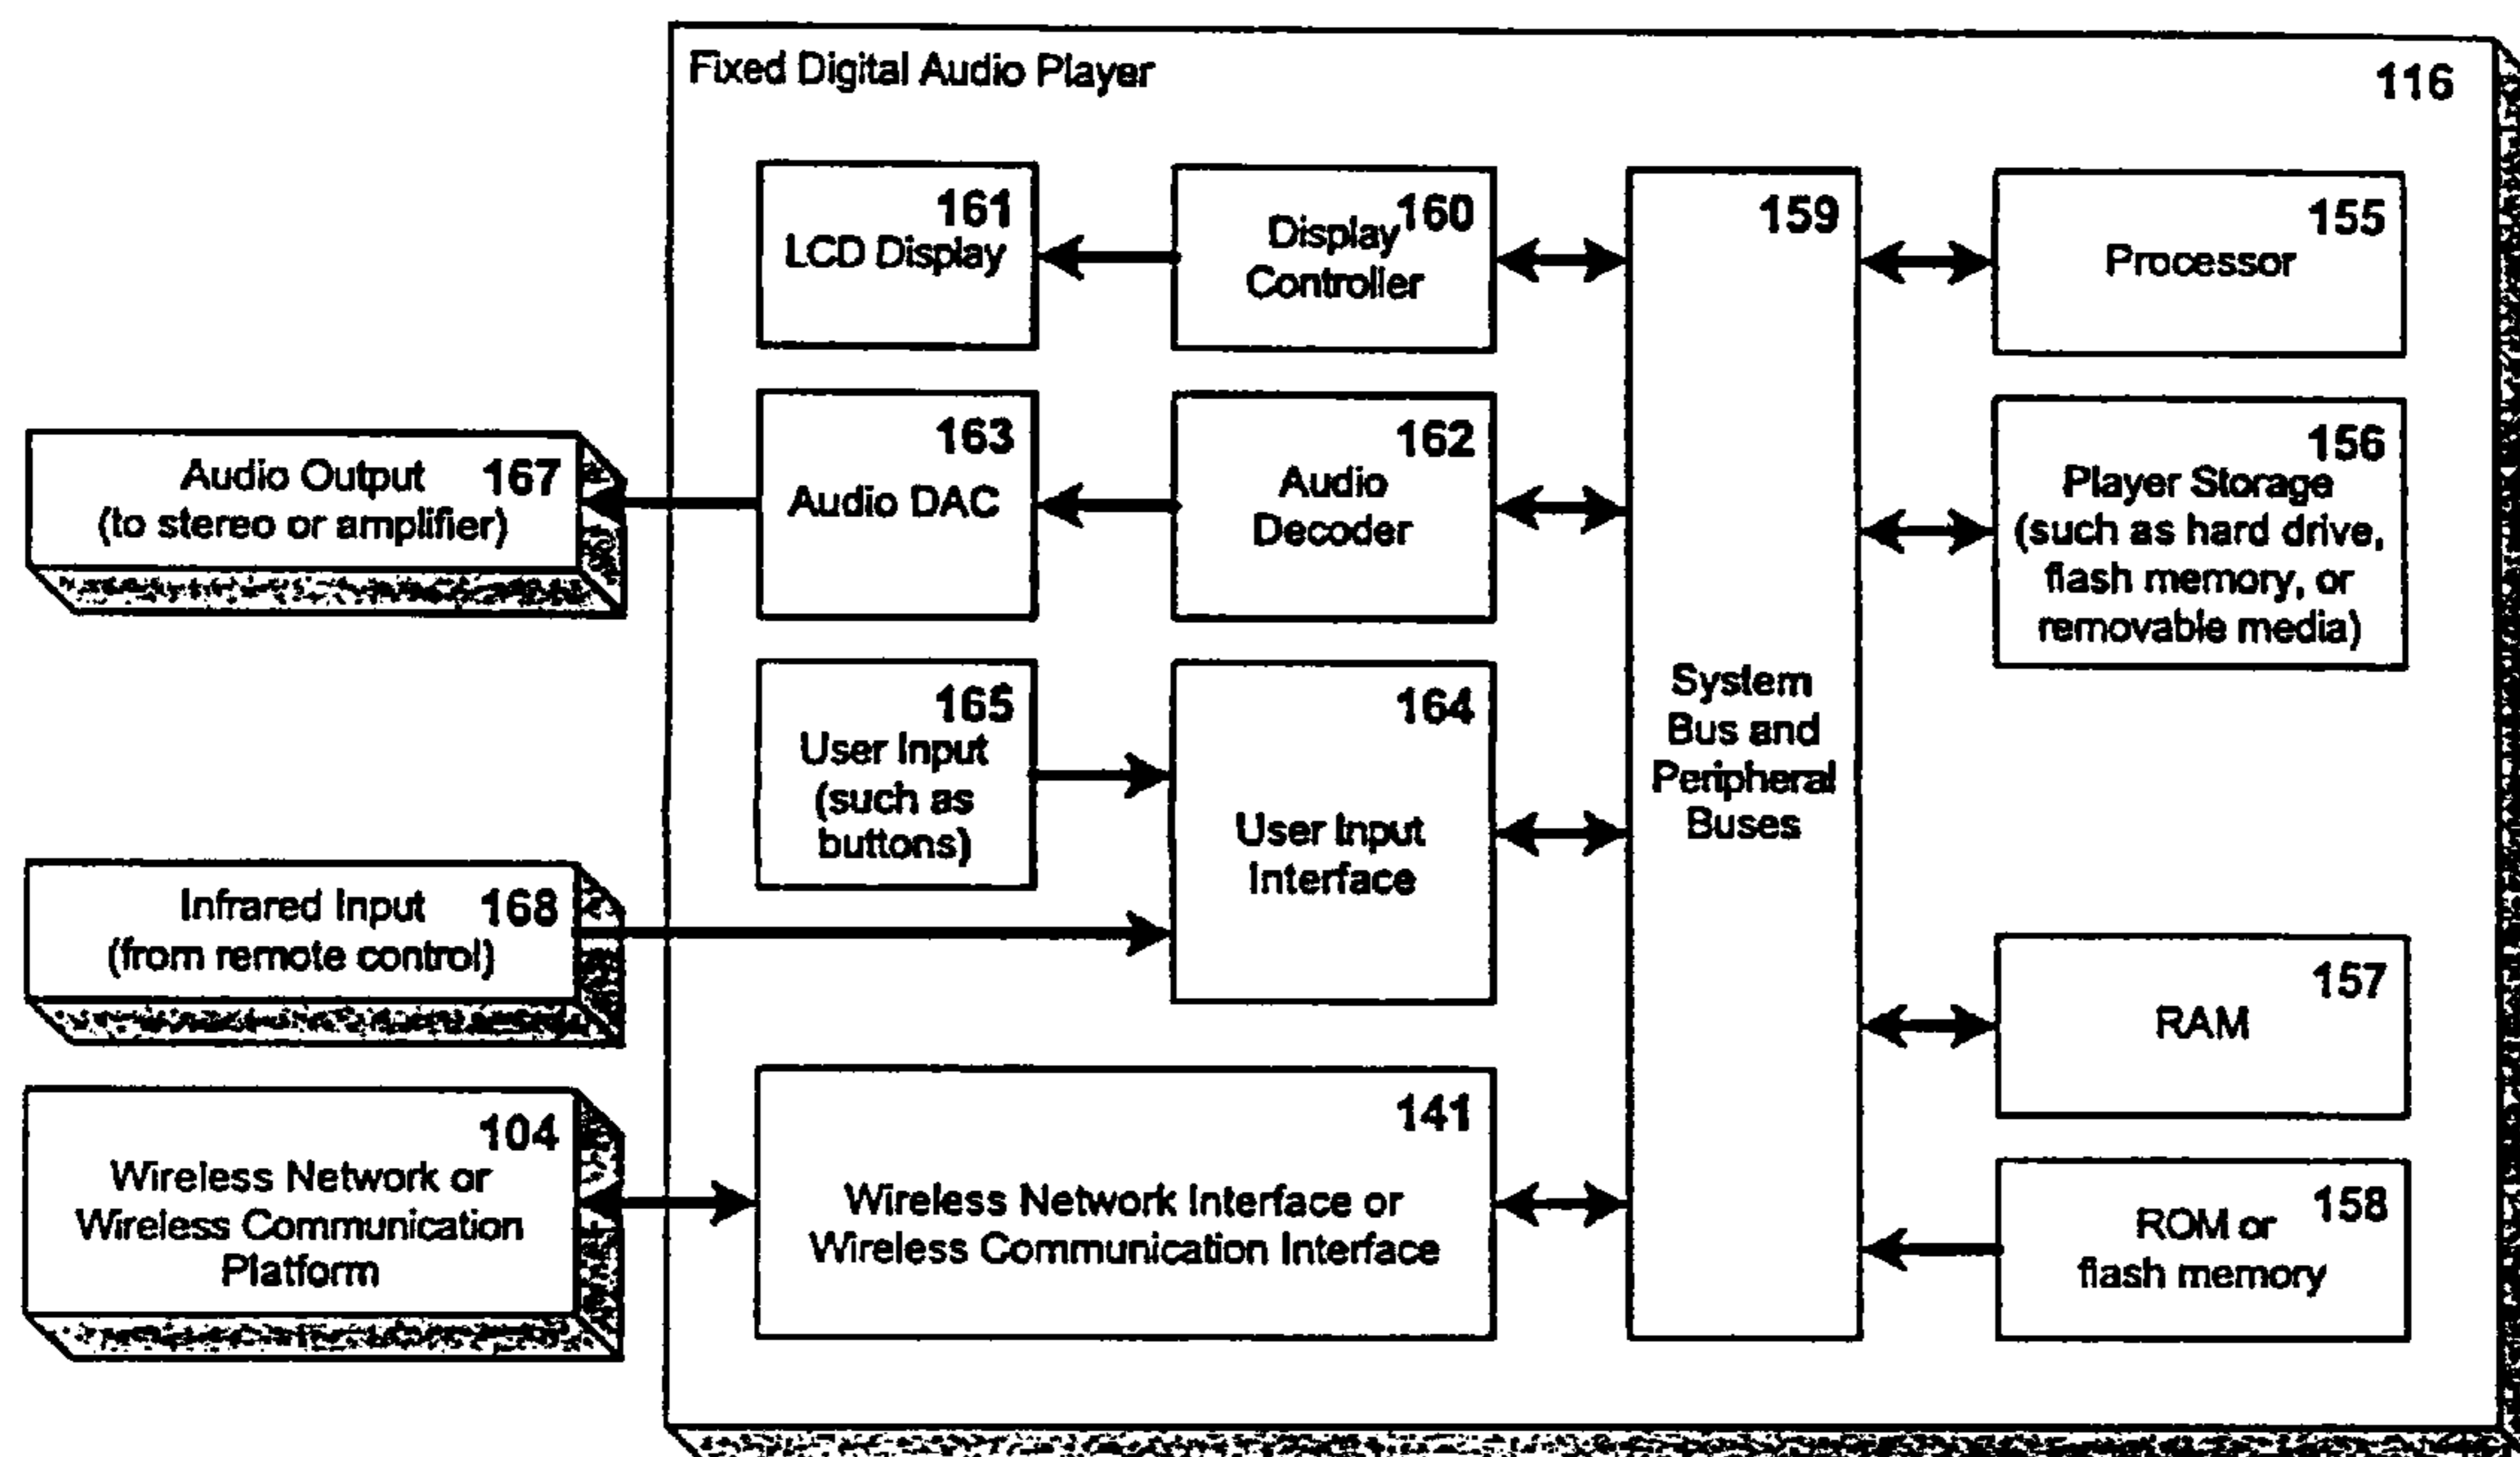 Fixed Digital Audio Player
116
161
LCD Display
160
Display
Controller
159
System
Bus and
Peripheral
Buses
155
Processor
163
Audio DAC
162
Audio
Decoder
156
Player Storage
(such as hard drive,
flash memory, or
removable media)
Audio Output 167
(to stereo or amplifier)
165
User Input
(such as
buttons)
164
User Input
Interface
Infrared Input 168
(from remote control)
157
RAM
104
Wireless Network or
Wireless Communication
Platform
141
Wireless Network Interface or
Wireless Communication Interface
158
ROM or
flash memory